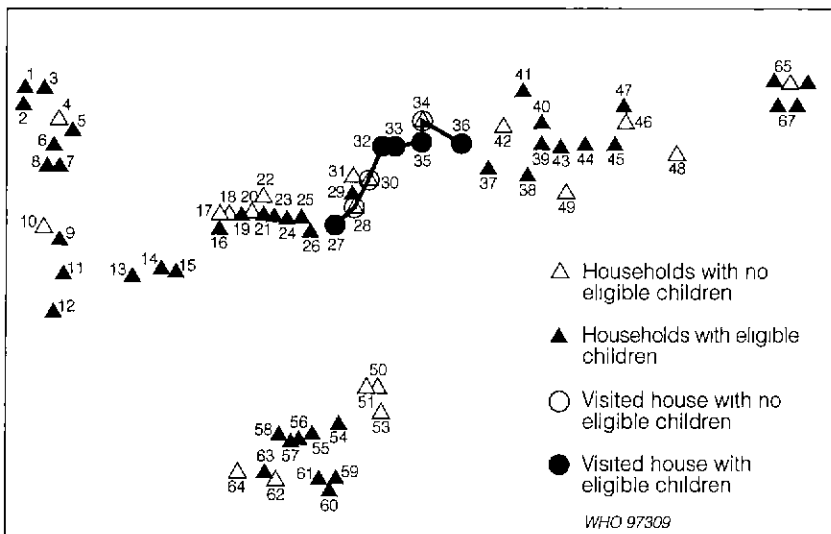 1 3
2 4 5
6
8 7
10 9
11
12
13 14 15
16 17 18 19 20 21 22 23 24 25 26
27 28 29 30 31
32 33 34 35 36
37 38 39 40 41 42 43 44 45 46 47
48
49
65
67
50
51
53
54
55 56 57 58
59 60 61
62 63 64
Households with no
eligible children
Households with eligible
children
Visited house with no
eligible children
Visited house with
eligible children
WHO 97309